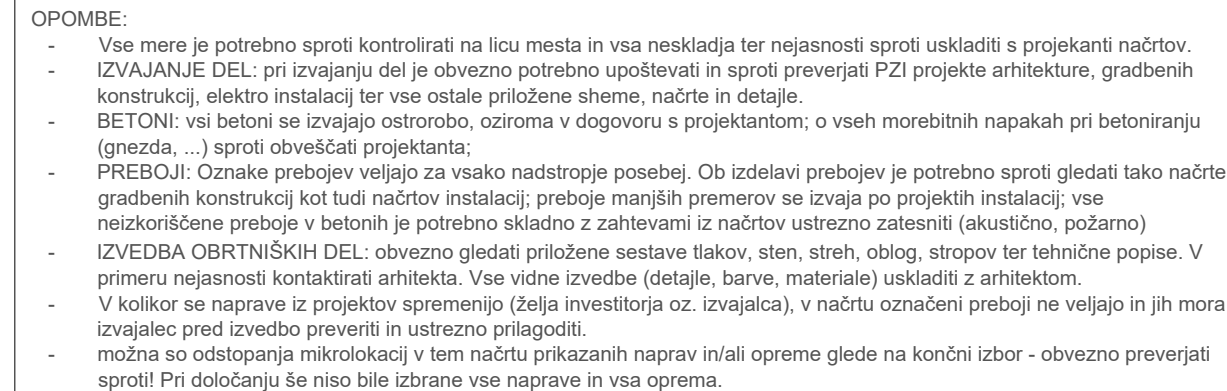 OPOMBE:
- Vse mere je potrebno sproti kontrolirati na licu mesta in vsa neskladja ter nejasnosti sproti uskladiti s projekanti načrtov.
- IZVAJANJE DEL: pri izvajanju del je obvezno potrebno upoštevati in sproti preverjati PZI projekte arhitekture, gradbenih
konstrukcij, elektro instalacij ter vse ostale priložene sheme, načrte in detajle.
- BETONI: vsi betoni se izvajajo ostrorobo, oziroma v dogovoru s projektantom; o vseh morebitnih napakah pri betoniranju
(gnezda, ...) sproti obveščati projektanta;
- PREBOJI: Oznake prebojev veljajo za vsako nadstropje posebej. Ob izdelavi prebojev je potrebno sproti gledati tako načrte
gradbenih konstrukcij kot tudi načrtov instalacij; preboje manjših premerov se izvaja po projektih instalacij; vse
neizkoriščene preboje v betonih je potrebno skladno z zahtevami iz načrtov ustrezno zatesniti (akustično, požarno)
- IZVEDBA OBRTNIŠKIH DEL: obvezno gledati priložene sestave tlakov, sten, streh, oblog, stropov ter tehnične popise. V
primeru nejasnosti kontaktirati arhitekta. Vse vidne izvedbe (detajle, barve, materiale) uskladiti z arhitektom.
- V kolikor se naprave iz projektov spremenijo (želja investitorja oz. izvajalca), v načrtu označeni preboji ne veljajo in jih mora
izvajalec pred izvedbo preveriti in ustrezno prilagoditi.
- možna so odstopanja mikrolokacij v tem načrtu prikazanih naprav in/ali opreme glede na končni izbor - obvezno preverjati
sproti! Pri določanju še niso bile izbrane vse naprave in vsa oprema.